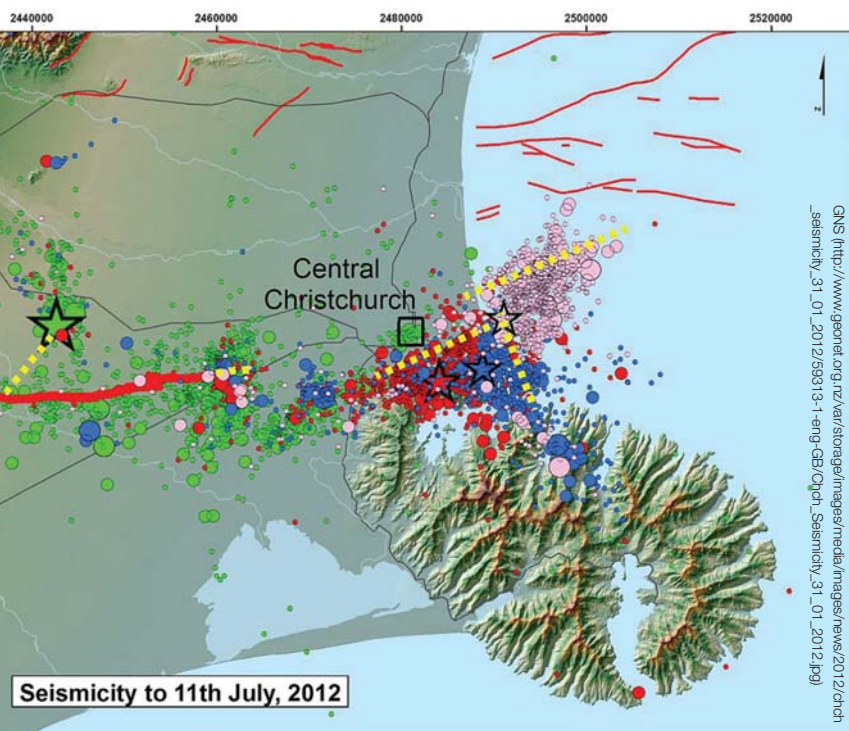 2440000 2460000 2480000 2500000 2520000
Central
Christchurch
Seismicity to 11th July, 2012
z
GNS (http://www.geonet.org.nz/var/storage/images/media/images/news/2012/chch
_seismicity_31_01_2012/59313-1-eng-GB/Chch_Seismicity_31_01_2012.jpg)